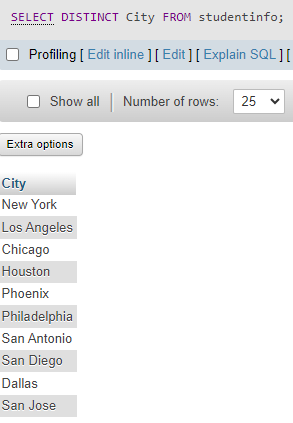 SELECT DISTINCT City FROM studentinfo;
Profiling [ Edit inline ] [ Edit ] [ Explain SQL ] [
Show all | Number of rows: 25
Extra options
City
New York
Los Angeles
Chicago
Houston
Phoenix
Philadelphia
San Antonio
San Diego
Dallas
San Jose